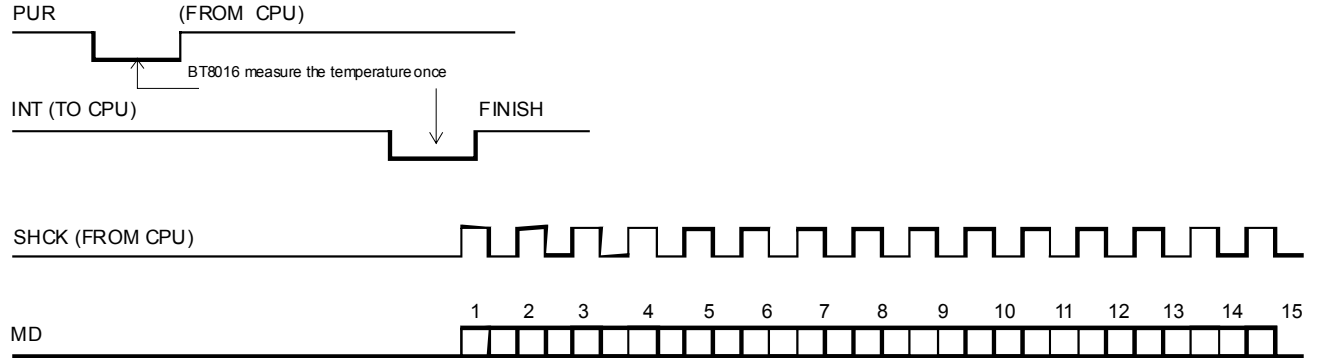 PUR (FROM CPU)
BT8016 measure the temperature once
INT (TO CPU) FINISH
SHCK (FROM CPU)
1 2 3 4 5 6 7 8 9 10 11 12 13 14 15
MD